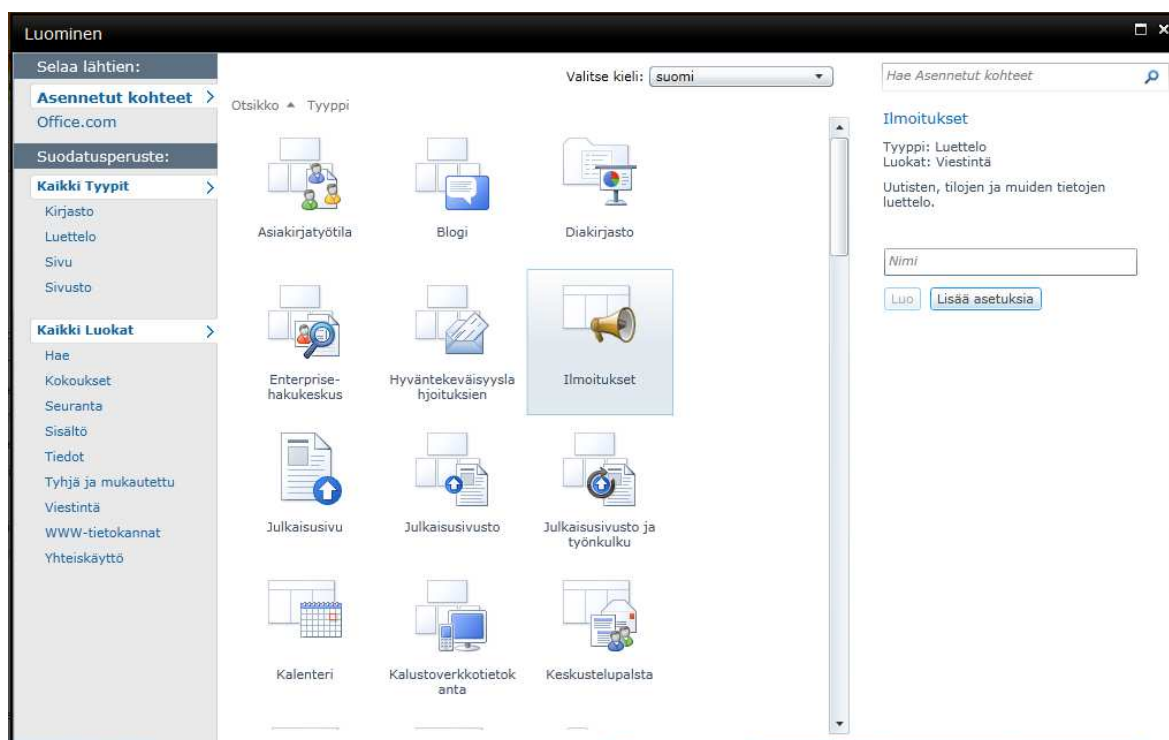 Luominen
Selaa lähtien:
Asennetut kohteet
Office.com
Suodatusperuste:
Kaikki Tyypit
Kirjasto
Luettelo
Sivu
Sivusto
Kaikki Luokat
Hae
Kokoukset
Seuranta
Sisältö
Tiedot
Tyhjä ja mukautettu
Viestintä
WWW-tietokannat
Yhteiskäyttö
Valitse kieli: suomi
Otsikko Tyyppi
Asiakirjatyötila
Blogi
Diakirjasto
Enterprise-
hakukeskus
Hyväntekeväisyysla
hjoituksien
Ilmoitukset
Julkaisusivu
Julkaisusivusto
Julkaisusivusto ja
työnkulku
Kalenteri
Kalustoverkkotietok
anta
Keskustelupalsta
Hae Asennetut kohteet
Ilmoitukset
Tyyppi: Luettelo
Luokat: Viestintä
Uutisten, tilojen ja muiden tietojen
luettelo.
Nimi
Luo Lisää asetuksia